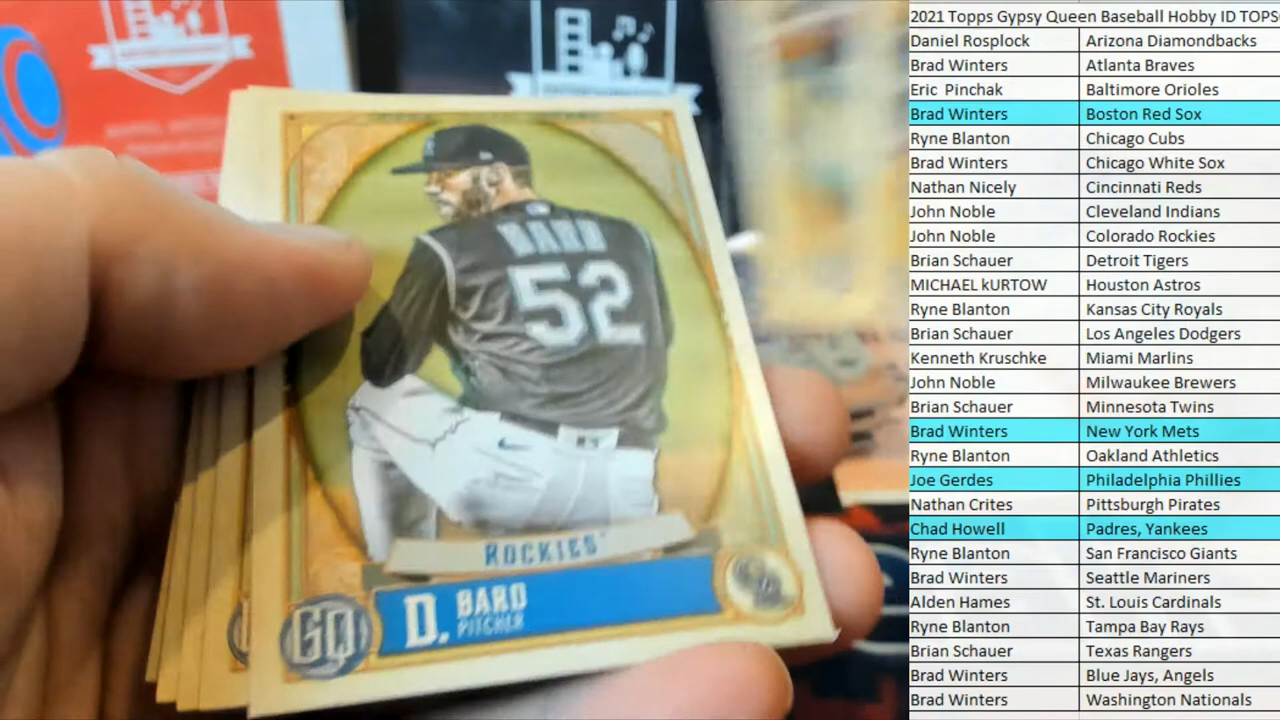 BARD
52
ROCKIES
GQ
D. BARD
PITCHER
2021 Topps Gypsy Queen Baseball Hobby ID TOPS
Daniel Rosplock Arizona Diamondbacks
Brad Winters Atlanta Braves
Eric Pinchak Baltimore Orioles
Brad Winters Boston Red Sox
Ryne Blanton Chicago Cubs
Brad Winters Chicago White Sox
Nathan Nicely Cincinnati Reds
John Noble Cleveland Indians
John Noble Colorado Rockies
Brian Schauer Detroit Tigers
MICHAEL kURTOW Houston Astros
Ryne Blanton Kansas City Royals
Brian Schauer Los Angeles Dodgers
Kenneth Kruschke Miami Marlins
John Noble Milwaukee Brewers
Brian Schauer Minnesota Twins
Brad Winters New York Mets
Ryne Blanton Oakland Athletics
Joe Gerdes Philadelphia Phillies
Nathan Crites Pittsburgh Pirates
Chad Howell Padres, Yankees
Ryne Blanton San Francisco Giants
Brad Winters Seattle Mariners
Alden Hames St. Louis Cardinals
Ryne Blanton Tampa Bay Rays
Brian Schauer Texas Rangers
Brad Winters Blue Jays, Angels
Brad Winters Washington Nationals